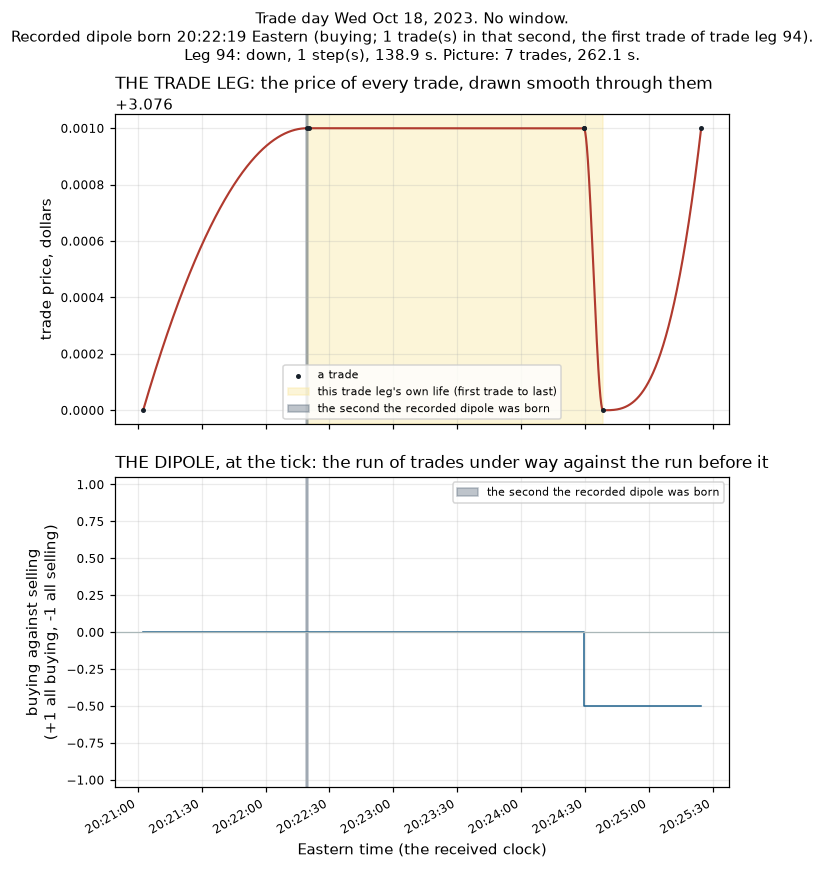 Trade day Wed Oct 18, 2023. No window.
Recorded dipole born 20:22:19 Eastern (buying; 1 trade(s) in that second, the first trade of trade leg 94).
Leg 94: down, 1 step(s), 138.9 s. Picture: 7 trades, 262.1 s.
THE TRADE LEG: the price of every trade, drawn smooth through them
+3.076
0.0010
0.0008
0.0006
0.0004
0.0002
0.0000
trade price, dollars
a trade
this trade leg's own life (first trade to last)
the second the recorded dipole was born
THE DIPOLE, at the tick: the run of trades under way against the run before it
the second the recorded dipole was born
1.00
0.75
0.50
0.25
0.00
−0.25
−0.50
−0.75
−1.00
buying against selling
(+1 all buying, -1 all selling)
20:21:00
20:21:30
20:22:00
20:22:30
20:23:00
20:23:30
20:24:00
20:24:30
20:25:00
20:25:30
Eastern time (the received clock)